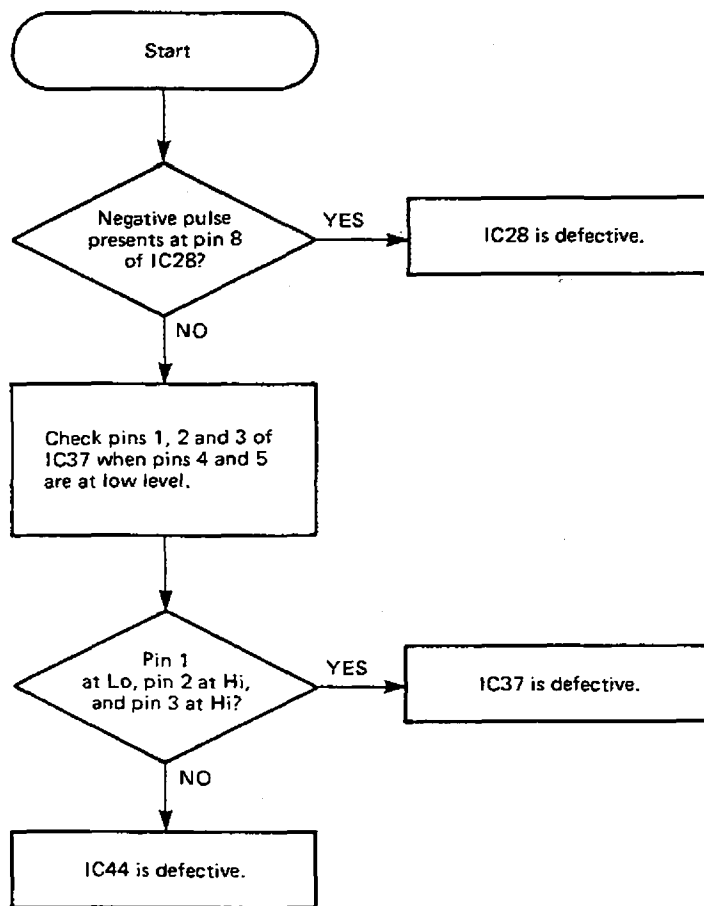 Start
Negative pulse
presents at pin 8
of IC28?
YES
IC28 is defective.
NO
Check pins 1, 2 and 3 of
IC37 when pins 4 and 5
are at low level.
Pin 1
at Lo, pin 2 at Hi,
and pin 3 at Hi?
YES
IC37 is defective.
NO
IC44 is defective.